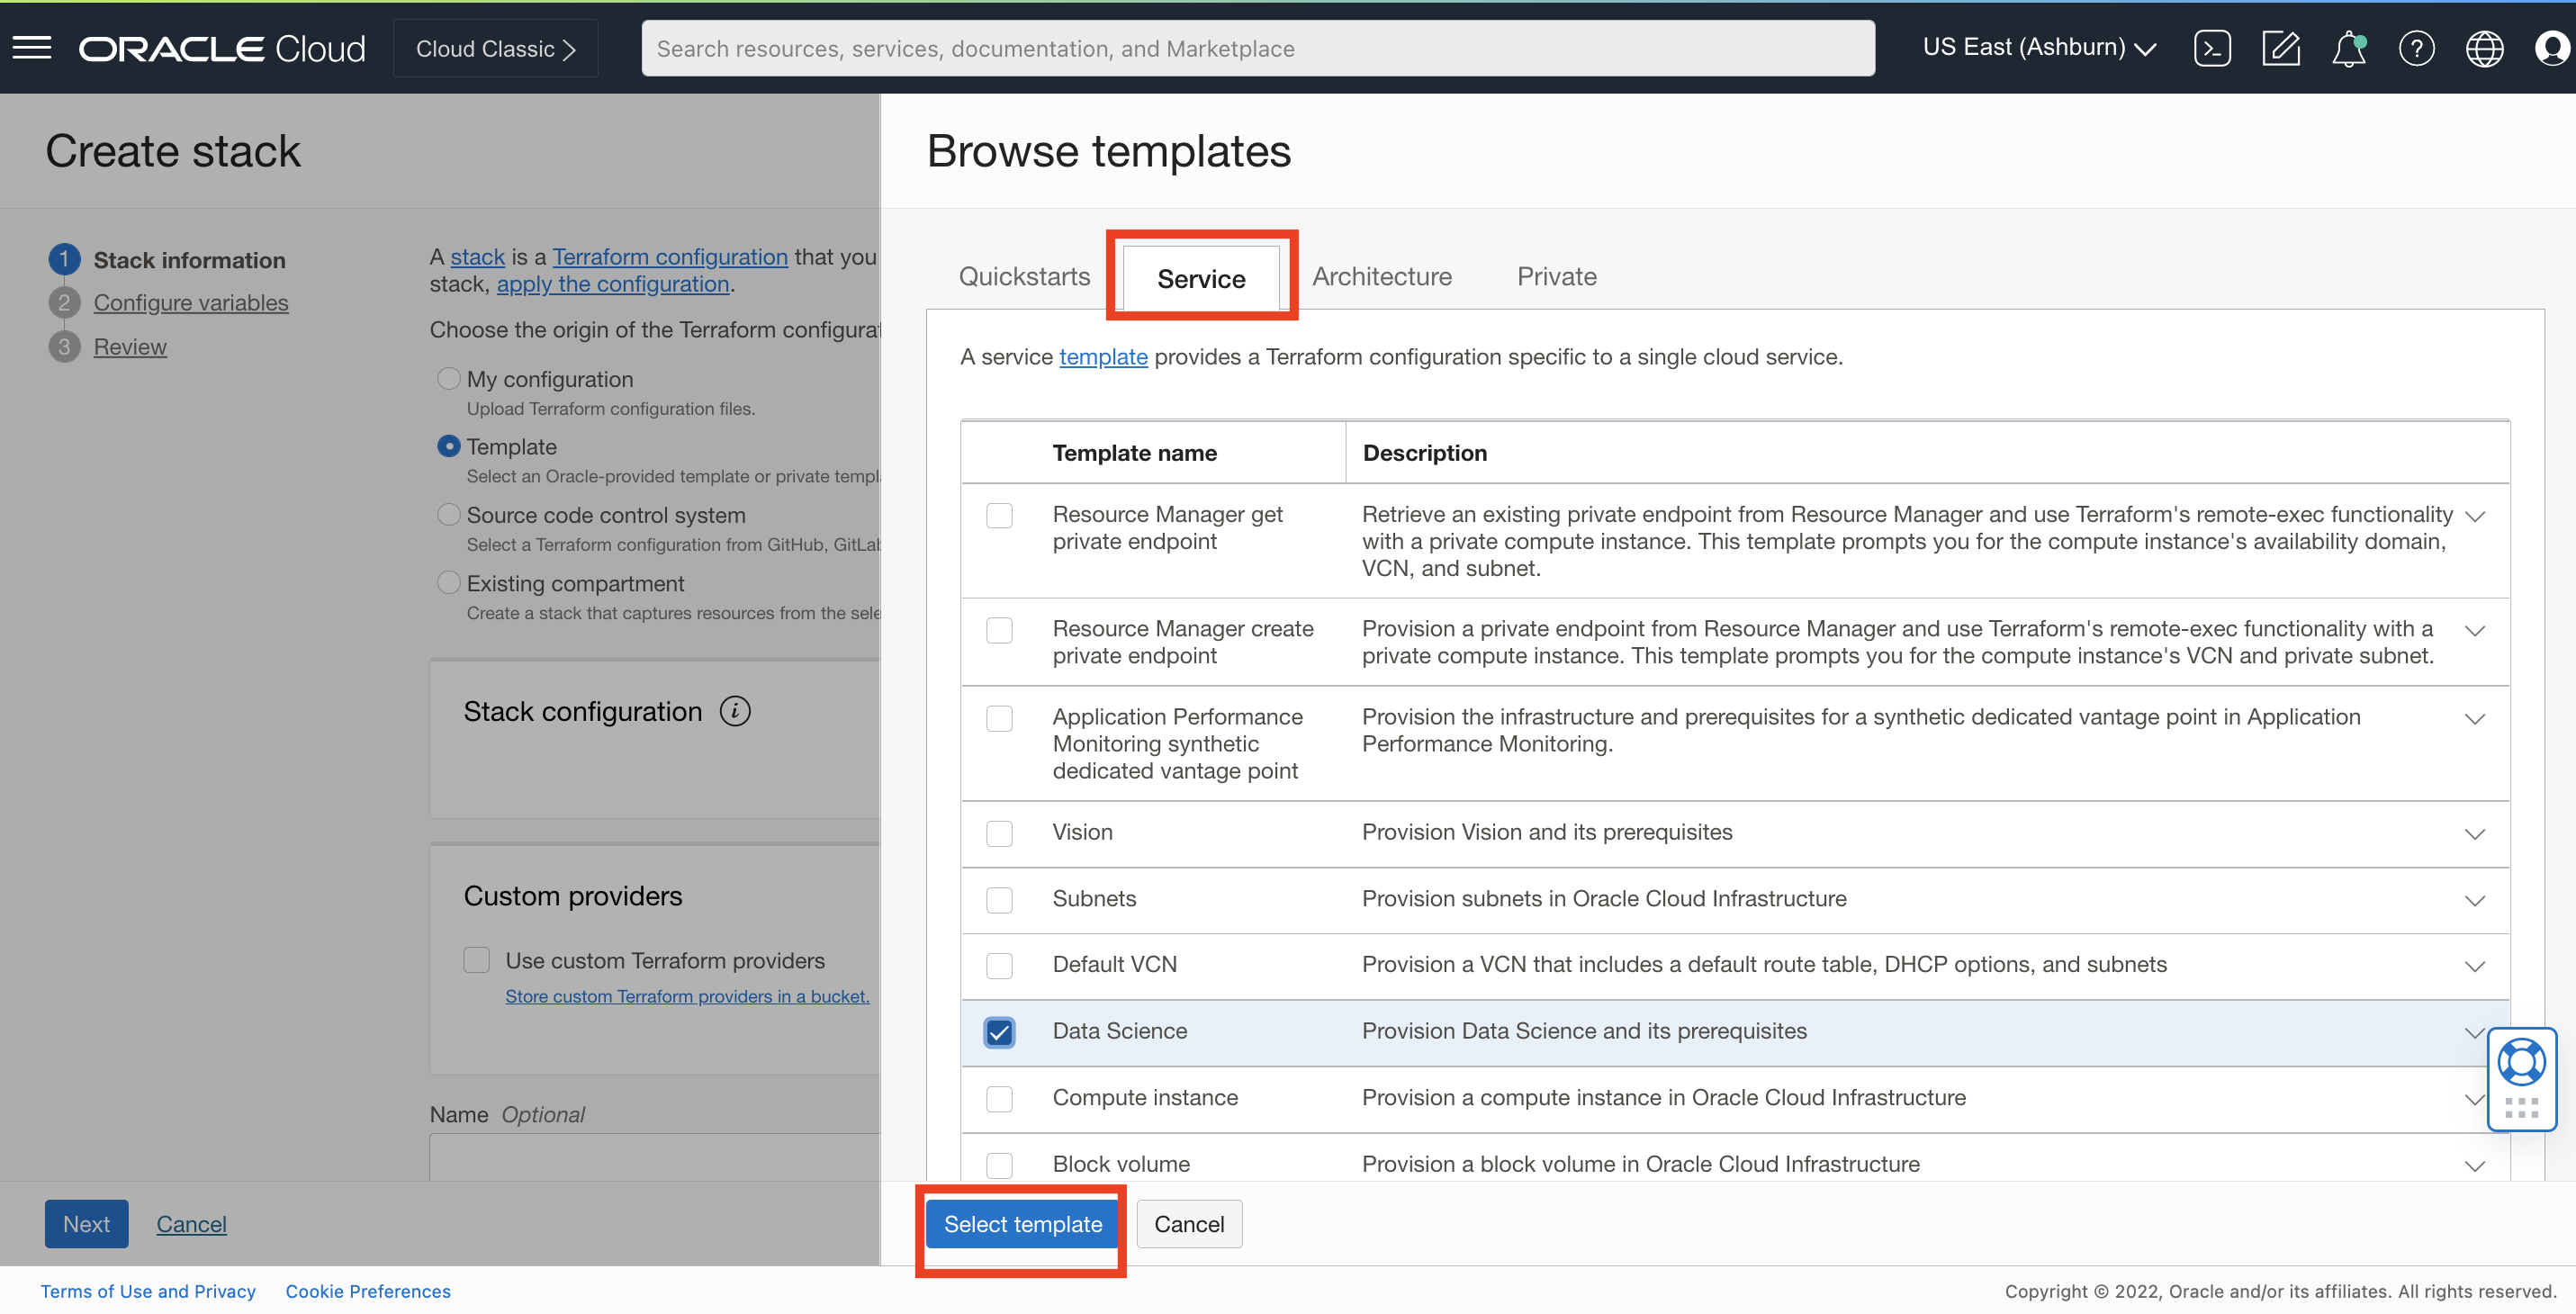 ORACLE Cloud
Cloud Classic
Search resources, services, documentation, and Marketplace
US East (Ashburn)
Create stack
1 Stack information
2 Configure variables
3 Review
A stack is a Terraform configuration that you
stack, apply the configuration.
Choose the origin of the Terraform configurat
My configuration
Upload Terraform configuration files.
Template
Select an Oracle-provided template or private templ
Source code control system
Select a Terraform configuration from GitHub, GitLab
Existing compartment
Create a stack that captures resources from the sele
Stack configuration i
Custom providers
Use custom Terraform providers
Store custom Terraform providers in a bucket.
Name Optional
Next Cancel
Browse templates
Quickstarts Service Architecture Private
A service template provides a Terraform configuration specific to a single cloud service.
Template name Description
Resource Manager get
private endpoint
Retrieve an existing private endpoint from Resource Manager and use Terraform's remote-exec functionality
with a private compute instance. This template prompts you for the compute instance's availability domain,
VCN, and subnet.
Resource Manager create
private endpoint
Provision a private endpoint from Resource Manager and use Terraform's remote-exec functionality with a
private compute instance. This template prompts you for the compute instance's VCN and private subnet.
Application Performance
Monitoring synthetic
dedicated vantage point
Provision the infrastructure and prerequisites for a synthetic dedicated vantage point in Application
Performance Monitoring.
Vision Provision Vision and its prerequisites
Subnets Provision subnets in Oracle Cloud Infrastructure
Default VCN Provision a VCN that includes a default route table, DHCP options, and subnets
Data Science Provision Data Science and its prerequisites
Compute instance Provision a compute instance in Oracle Cloud Infrastructure
Block volume Provision a block volume in Oracle Cloud Infrastructure
Select template Cancel
Terms of Use and Privacy Cookie Preferences
Copyright © 2022, Oracle and/or its affiliates. All rights reserved.